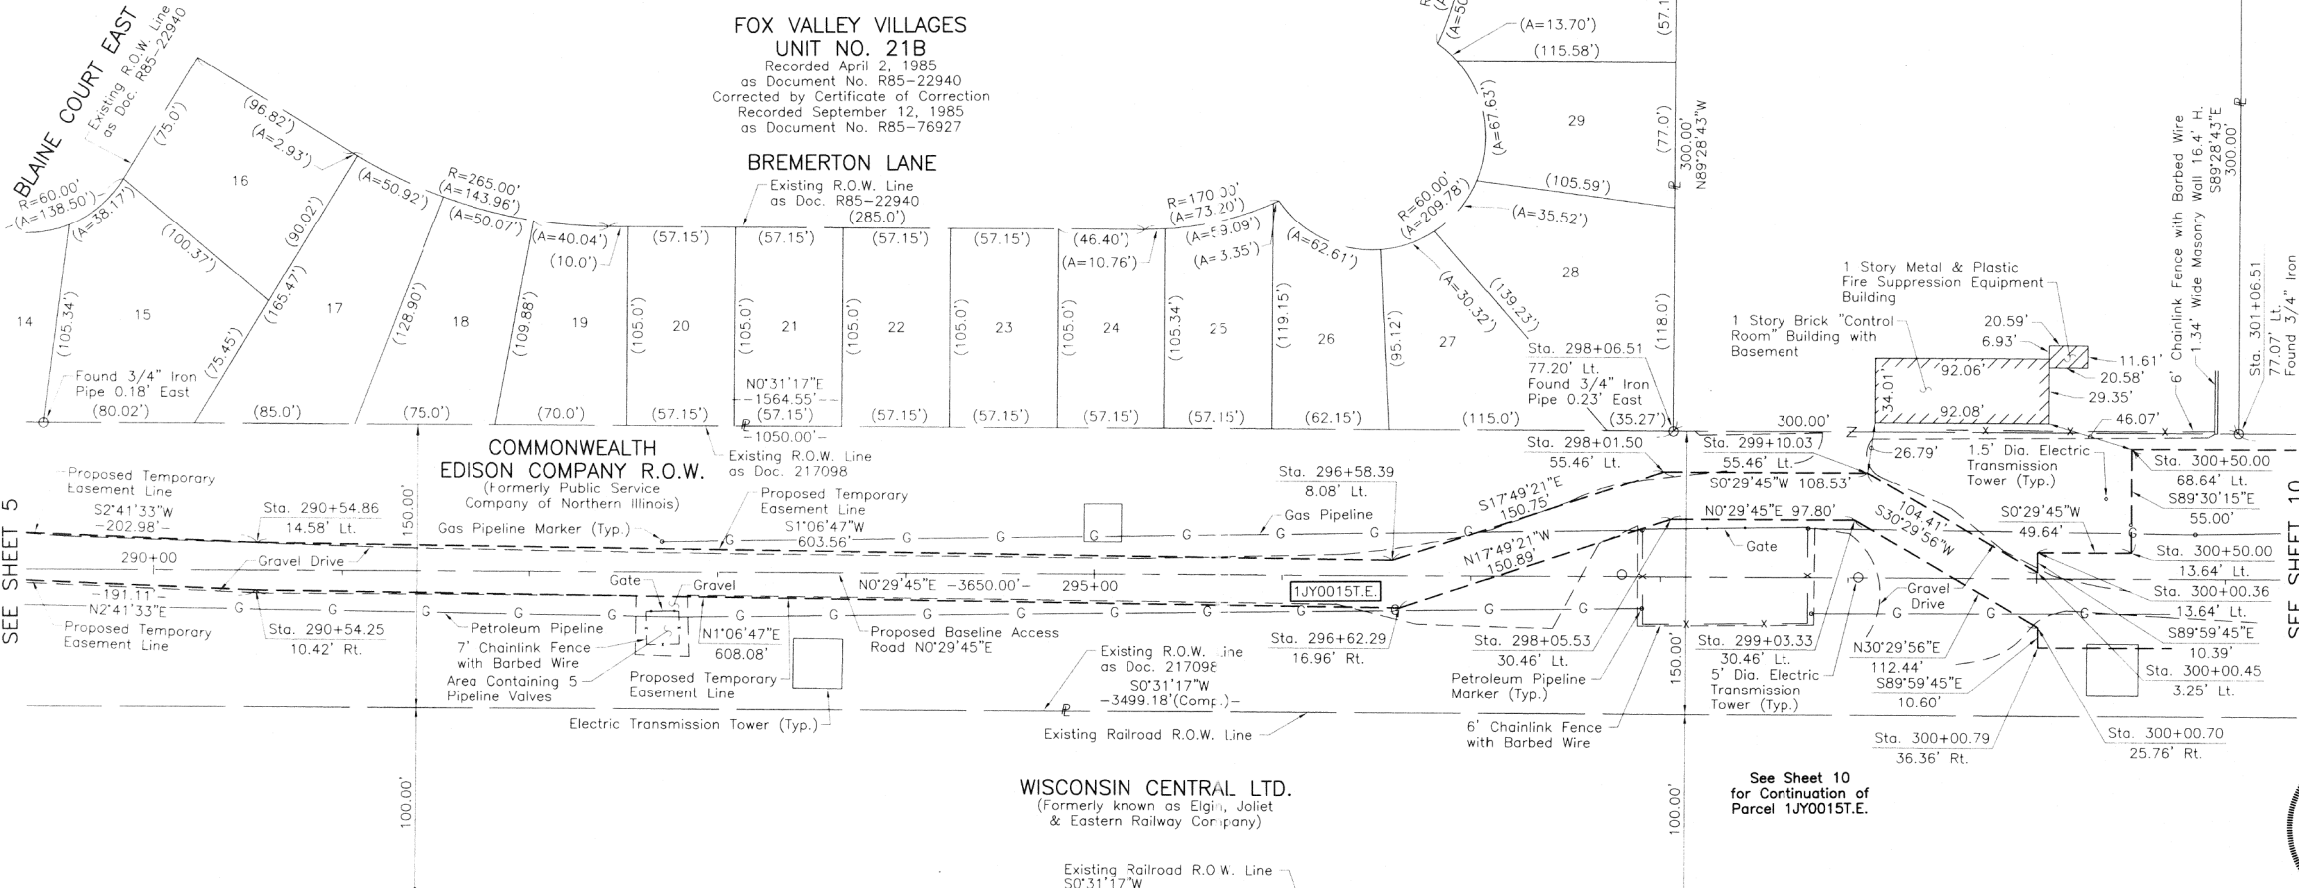 FOX VALLEY VILLAGES
UNIT NO. 21B
Recorded April 2, 1985
as Document No. R85-22940
Corrected by Certificate of Correction
Recorded September 12, 1985
as Document No. R85-76927
BREMERTON LANE
Existing R.O.W. Line
as Doc. R85-22940
(285.0')
BLAINE COURT EAST
Existing R.O.W. Line
as Doc. R85-22940
R=60.00'
(A=138.50')
(A=38.17')
(75.0')
(96.82')
(A=2.93')
16
(100.37')
(90.02')
(165.47')
(75.45')
(A=50.92')
R=265.00'
(A=143.96')
(A=50.07')
(A=40.04')
(10.0')
(57.15')
(57.15')
(57.15')
(57.15')
(46.40')
(A=10.76')
R=170.00'
(A=73.20')
(A=59.09')
(A=3.35')
(A=62.61')
R=60.00'
(A=209.78')
(A=13.70')
(115.58')
(A=67.63')
29
(77.0')
300.00'
N89°28'43"W
(105.59')
(A=35.52')
28
(A=30.32')
(139.23')
(118.0')
14
(105.34')
15
17
(128.90')
18
(109.88')
19
(105.0')
20
(105.0')
21
(105.0')
22
(105.0')
23
(105.0')
24
(105.34')
25
(119.15')
26
(95.12')
27
Found 3/4" Iron
Pipe 0.18' East
(80.02')
(85.0')
(75.0')
(70.0')
(57.15')
N0°31'17"E
-1564.55'-
(57.15')
(57.15')
(57.15')
(57.15')
(57.15')
(62.15')
(115.0')
(35.27')
-1050.00'-
Existing R.O.W. Line
as Doc. 217098
Sta. 298+06.51
77.20' Lt.
Found 3/4" Iron
Pipe 0.23' East
1 Story Metal & Plastic
Fire Suppression Equipment
Building
1 Story Brick "Control
Room" Building with
Basement
20.59'
6.93'
11.61'
20.58'
29.35'
46.07'
92.06'
34.01'
92.08'
300.00'
26.79'
6' Chainlink Fence with Barbed Wire
1.34' Wide Masonry Wall 16.4' H.
S89°28'43"E
300.00'
Sta. 301+06.51
77.07' Lt.
Found 3/4" Iron
COMMONWEALTH
EDISON COMPANY R.O.W.
(Formerly Public Service
Company of Northern Illinois)
Gas Pipeline Marker (Typ.)
Proposed Temporary
Easement Line
S2°41'33"W
-202.98'-
Sta. 290+54.86
14.58' Lt.
150.00'
SEE SHEET 5
290+00
Gravel Drive
Proposed Temporary
Easement Line
S1°06'47"W
603.56'
G G G G G G G
Gas Pipeline
Sta. 296+58.39
8.08' Lt.
S17°49'21"E
150.75'
N17°49'21"W
150.89'
Sta. 298+01.50
55.46' Lt.
Sta. 299+10.03
55.46' Lt.
S0°29'45"W 108.53'
N0°29'45"E 97.80'
Gate
104.41'
S30°29'56"W
1.5' Dia. Electric
Transmission
Tower (Typ.)
Sta. 300+50.00
68.64' Lt.
S89°30'15"E
55.00'
S0°29'45"W
49.64'
Sta. 300+50.00
13.64' Lt.
Sta. 300+00.36
13.64' Lt.
S89°59'45"E
10.39'
Sta. 300+00.45
3.25' Lt.
SEE SHEET 10
-191.11'-
N2°41'33"E
Proposed Temporary
Easement Line
Sta. 290+54.25
10.42' Rt.
Petroleum Pipeline
7' Chainlink Fence
with Barbed Wire
Area Containing 5
Pipeline Valves
Gate
Gravel
N1°06'47"E
608.08'
Proposed Temporary
Easement Line
N0°29'45"E -3650.00'-
295+00
Proposed Baseline Access
Road N0°29'45"E
1JY0015T.E.
Sta. 296+62.29
16.96' Rt.
Existing R.O.W. Line
as Doc. 217098
S0°31'17"W
-3499.18'(Comp.)-
Electric Transmission Tower (Typ.)
Existing Railroad R.O.W. Line
Sta. 298+05.53
30.46' Lt.
Petroleum Pipeline
Marker (Typ.)
6' Chainlink Fence
with Barbed Wire
150.00'
Sta. 299+03.33
30.46' Lt.
5' Dia. Electric
Transmission
Tower (Typ.)
Gravel
Drive
N30°29'56"E
112.44'
S89°59'45"E
10.60'
Sta. 300+00.79
36.36' Rt.
Sta. 300+00.70
25.76' Rt.
WISCONSIN CENTRAL LTD.
(Formerly known as Elgin, Joliet
& Eastern Railway Company)
100.00'
100.00'
See Sheet 10
for Continuation of
Parcel 1JY0015T.E.
Existing Railroad R.O.W. Line
S0°31'17"W